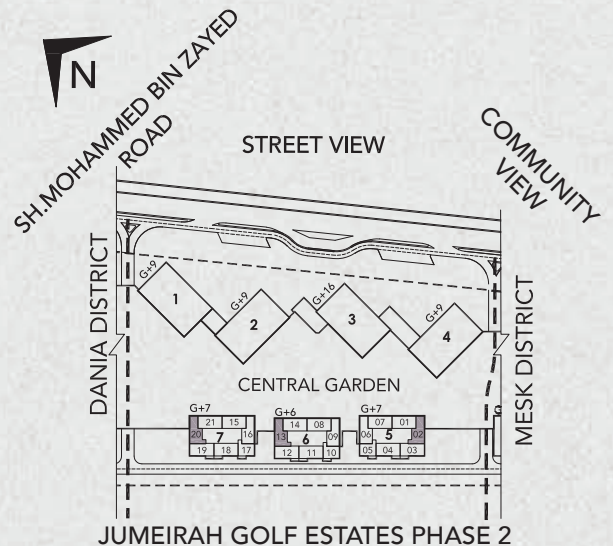 N
SH.MOHAMMED BIN ZAYED
ROAD
STREET VIEW
COMMUNITY
VIEW
DANIA DISTRICT
MESK DISTRICT
G+9
1
G+9
2
G+16
3
G+9
4
CENTRAL GARDEN
G+7
21 15
20 7 16
19 18 17
G+6
14 08
13 6 09
12 11 10
G+7
07 01
06 5 02
05 04 03
G
JUMEIRAH GOLF ESTATES PHASE 2